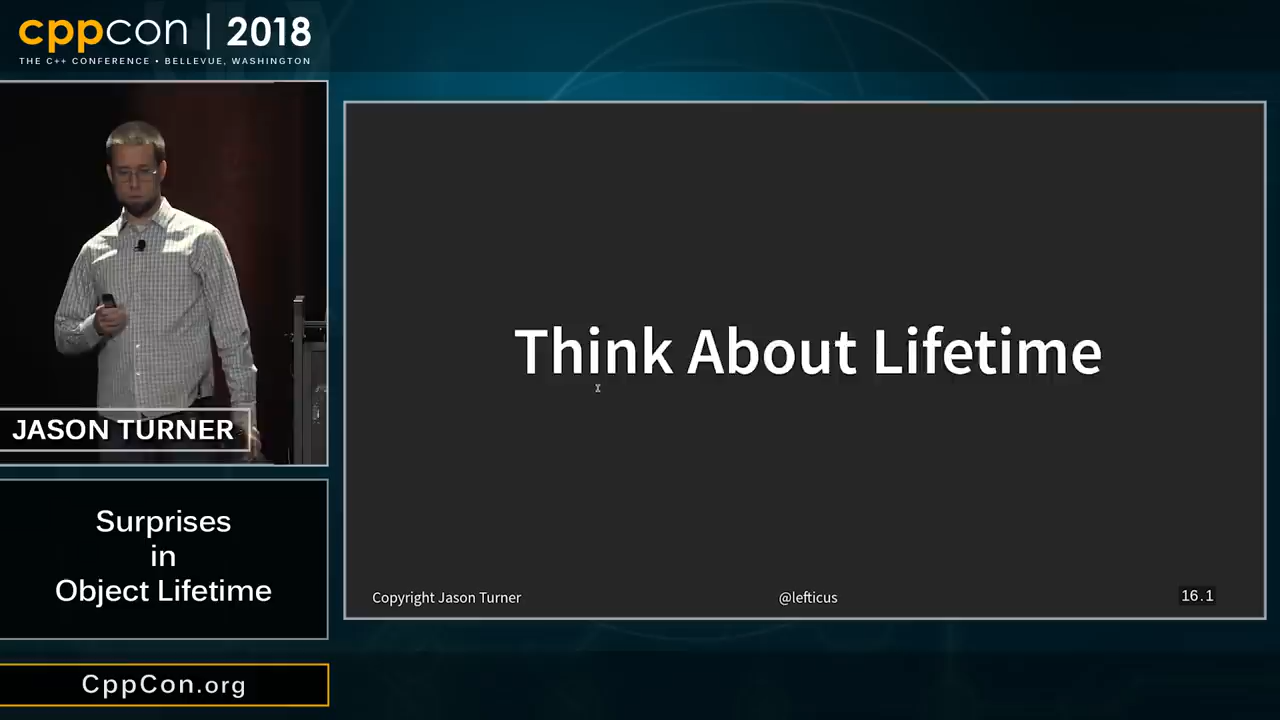 cppcon | 2018
THE C++ CONFERENCE • BELLEVUE, WASHINGTON
JASON TURNER
Surprises
in
Object Lifetime
CppCon.org
Think About Lifetime
Copyright Jason Turner
@lefticus
16.1